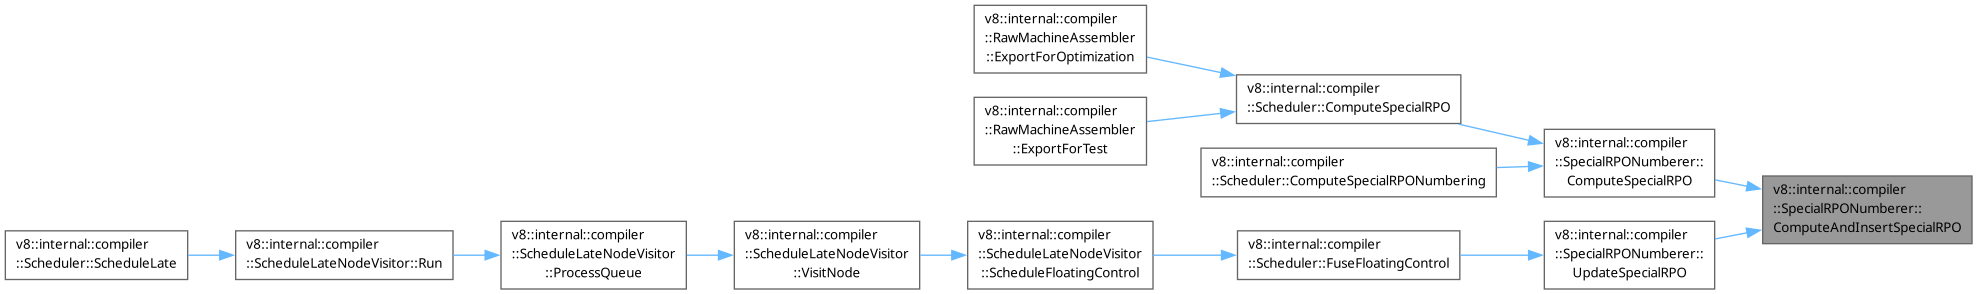 v8::internal::compiler
::RawMachineAssembler
::ExportForOptimization
v8::internal::compiler
::Scheduler::ComputeSpecialRPO
v8::internal::compiler
::RawMachineAssembler
::ExportForTest
v8::internal::compiler
::SpecialRPONumberer::
ComputeSpecialRPO
v8::internal::compiler
::Scheduler::ComputeSpecialRPONumbering
v8::internal::compiler
::SpecialRPONumberer::
ComputeAndInsertSpecialRPO
v8::internal::compiler
::Scheduler::ScheduleLate
v8::internal::compiler
::ScheduleLateNodeVisitor::Run
v8::internal::compiler
::ScheduleLateNodeVisitor
::ProcessQueue
v8::internal::compiler
::ScheduleLateNodeVisitor
::VisitNode
v8::internal::compiler
::ScheduleLateNodeVisitor
::ScheduleFloatingControl
v8::internal::compiler
::Scheduler::FuseFloatingControl
v8::internal::compiler
::SpecialRPONumberer::
UpdateSpecialRPO